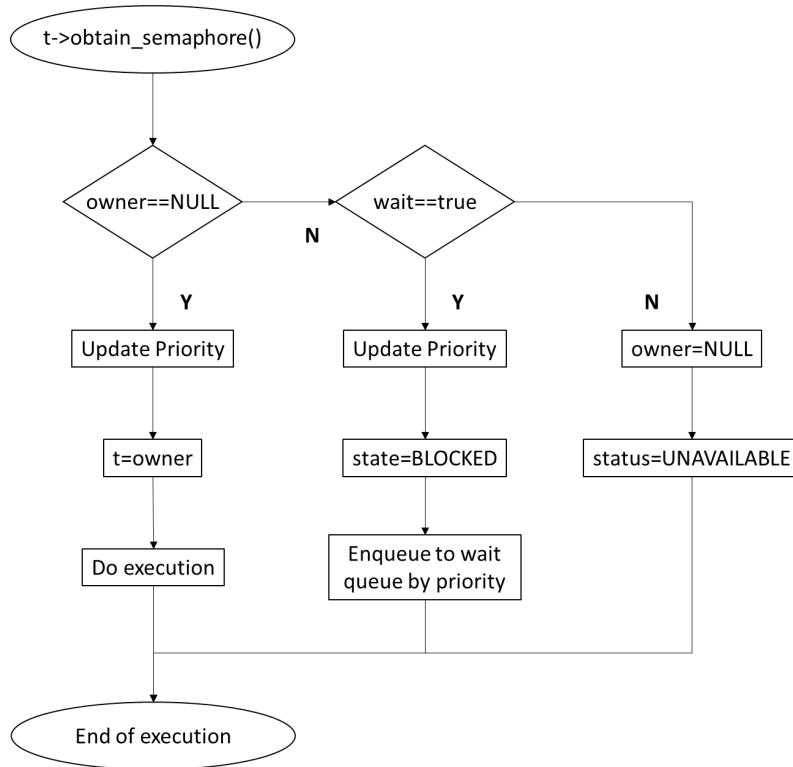 t->obtain_semaphore()
owner==NULL
wait==true
N
Y
Y
N
Update Priority
Update Priority
owner=NULL
t=owner
state=BLOCKED
status=UNAVAILABLE
Do execution
Enqueue to wait
queue by priority
End of execution